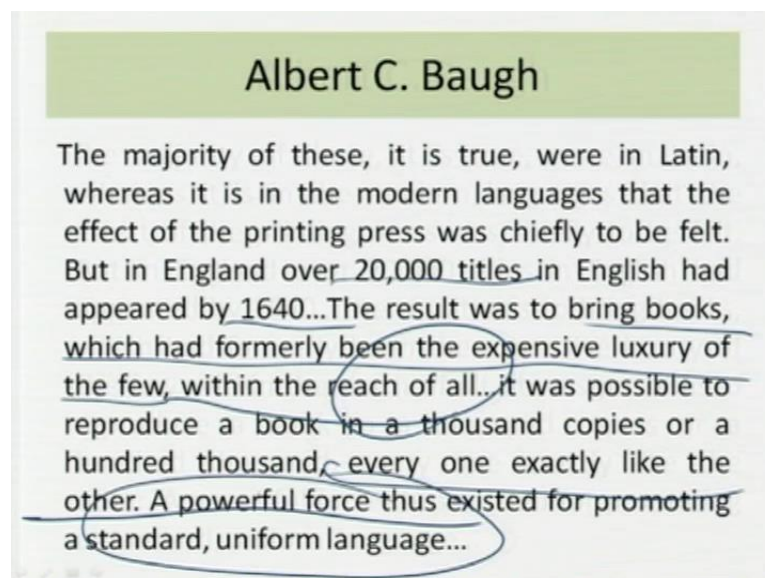 Albert C. Baugh
The majority of these, it is true, were in Latin,
whereas it is in the modern languages that the
effect of the printing press was chiefly to be felt.
But in England over 20,000 titles in English had
appeared by 1640...The result was to bring books,
which had formerly been the expensive luxury of
the few, within the reach of all...it was possible to
reproduce a book in a thousand copies or a
hundred thousand, every one exactly like the
other. A powerful force thus existed for promoting
a standard, uniform language...